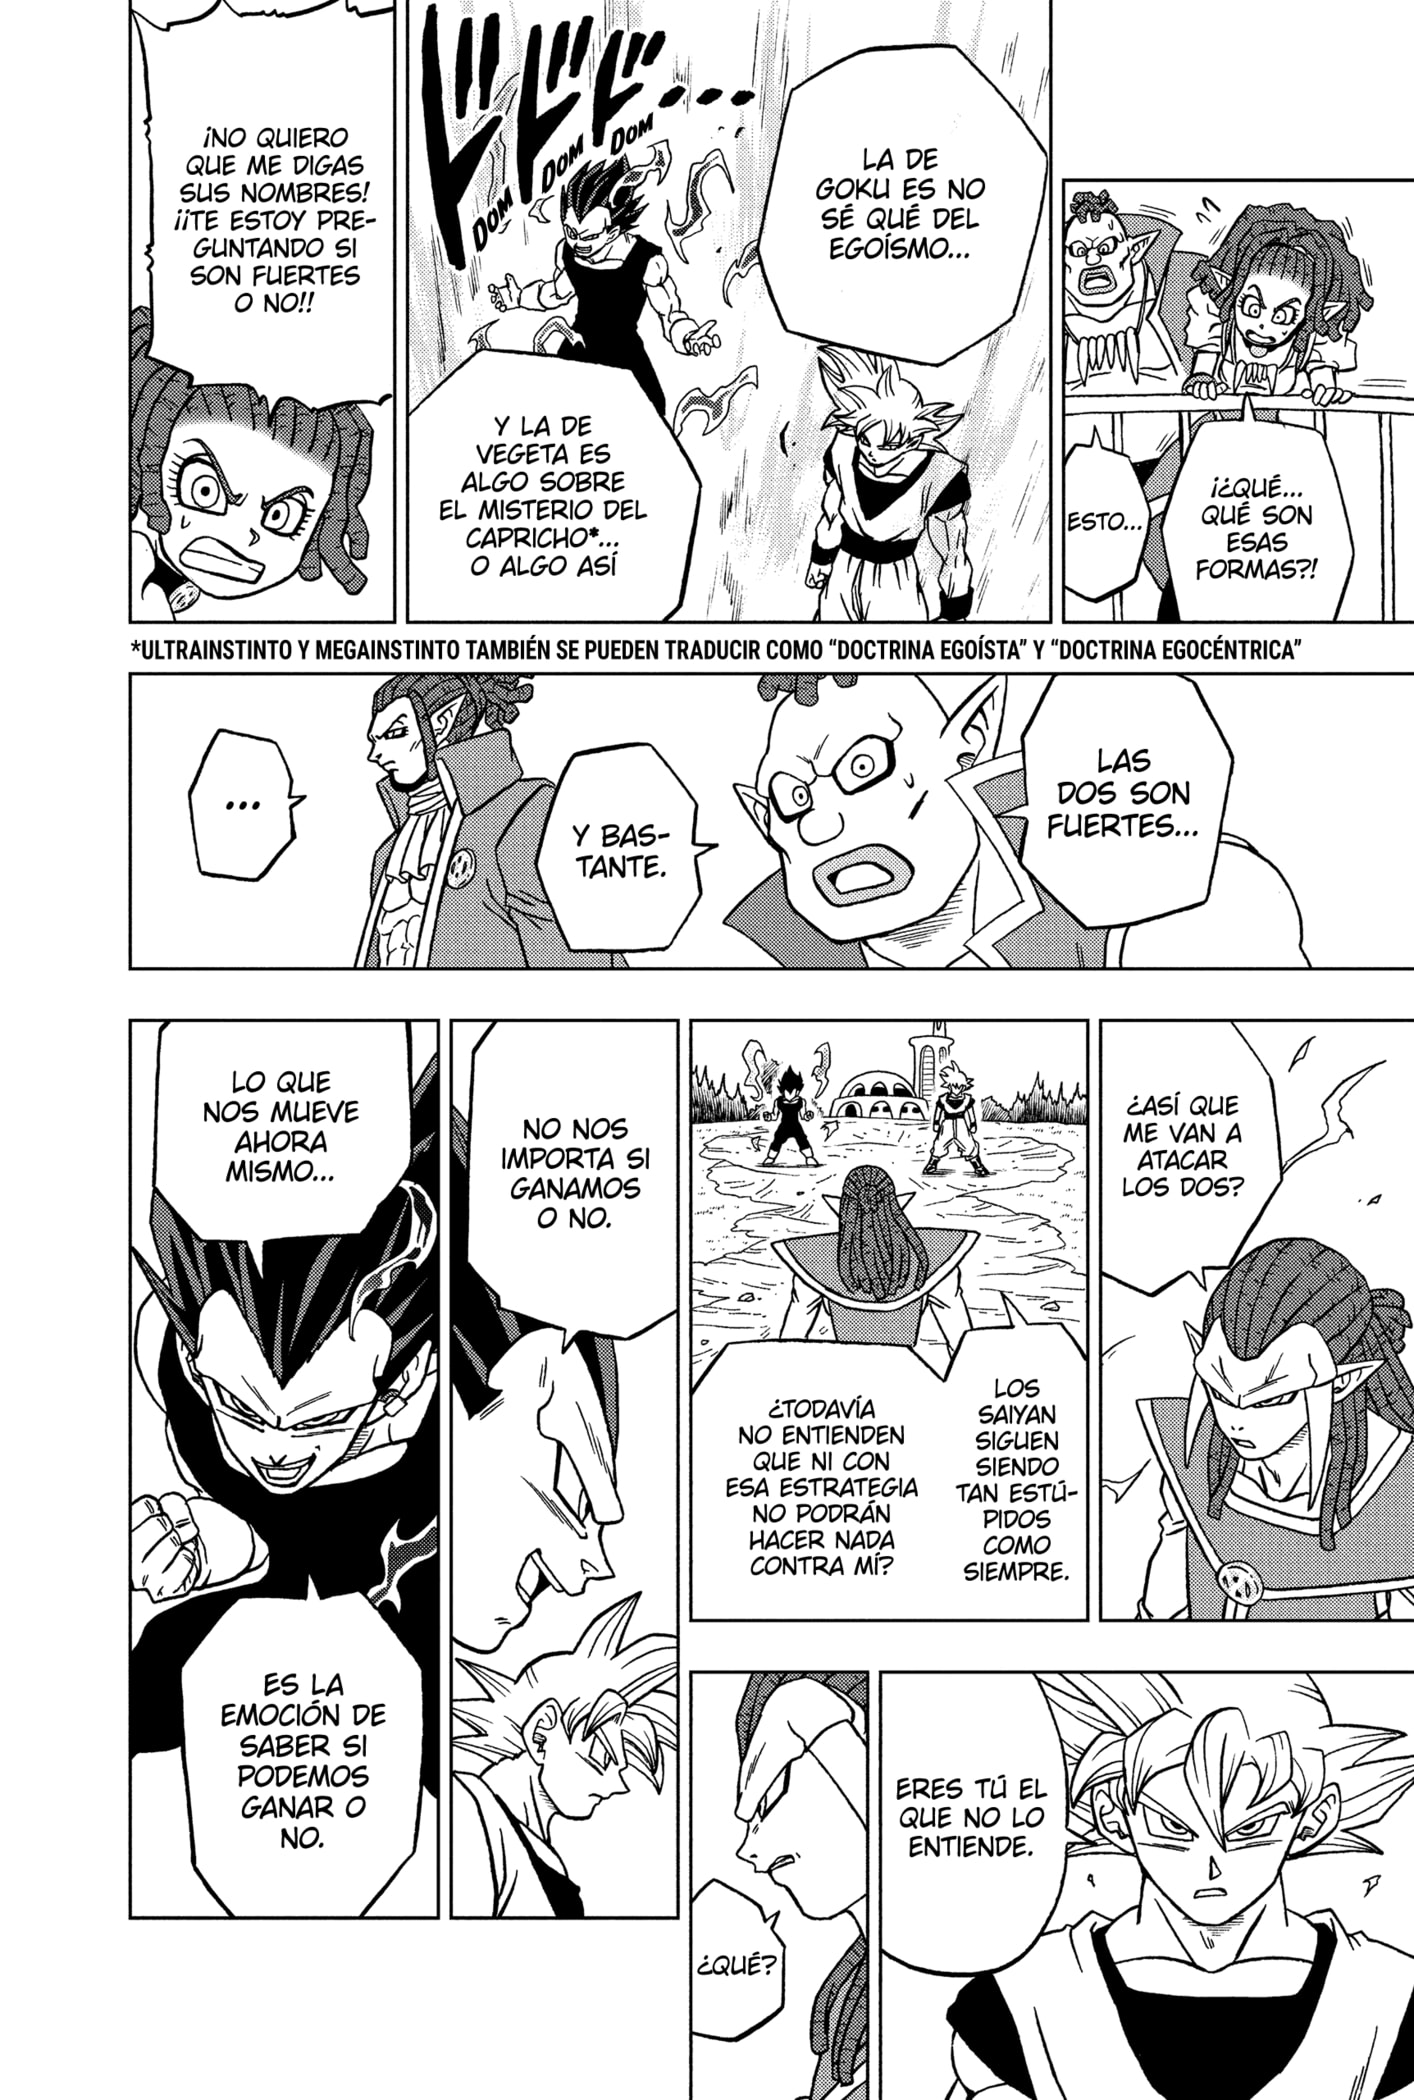 ¡¿QUÉ...
QUÉ SON
ESAS
FORMAS?!
ESTO...
LA DE
GOKU ES NO
SÉ QUÉ DEL
EGOÍSMO...
ドドド...
DOM
DOM
DOM
Y LA DE
VEGETA ES
ALGO SOBRE
EL MISTERIO DEL
CAPRICHO*...
O ALGO ASÍ
¡NO QUIERO
QUE ME DIGAS
SUS NOMBRES!
¡¡TE ESTOY PRE-
GUNTANDO SI
SON FUERTES
O NO!!
*ULTRAINSTINTO Y MEGAINSTINTO TAMBIÉN SE PUEDEN TRADUCIR COMO “DOCTRINA EGOÍSTA” Y “DOCTRINA EGOCÉNTRICA”
LAS
DOS SON
FUERTES...
Y BAS-
TANTE.
...
¿ASÍ QUE
ME VAN A
ATACAR
LOS DOS?
LOS
SAIYAN
SIGUEN
SIENDO
TAN ESTÚ-
PIDOS
COMO
SIEMPRE.
¿TODAVÍA
NO ENTIENDEN
QUE NI CON
ESA ESTRATEGIA
NO PODRÁN
HACER NADA
CONTRA MÍ?
ERES TÚ EL
QUE NO LO
ENTIENDE.
¿QUÉ?
NO NOS
IMPORTA SI
GANAMOS
O NO.
LO QUE
NOS MUEVE
AHORA
MISMO...
ES LA
EMOCIÓN DE
SABER SI
PODEMOS
GANAR O
NO.